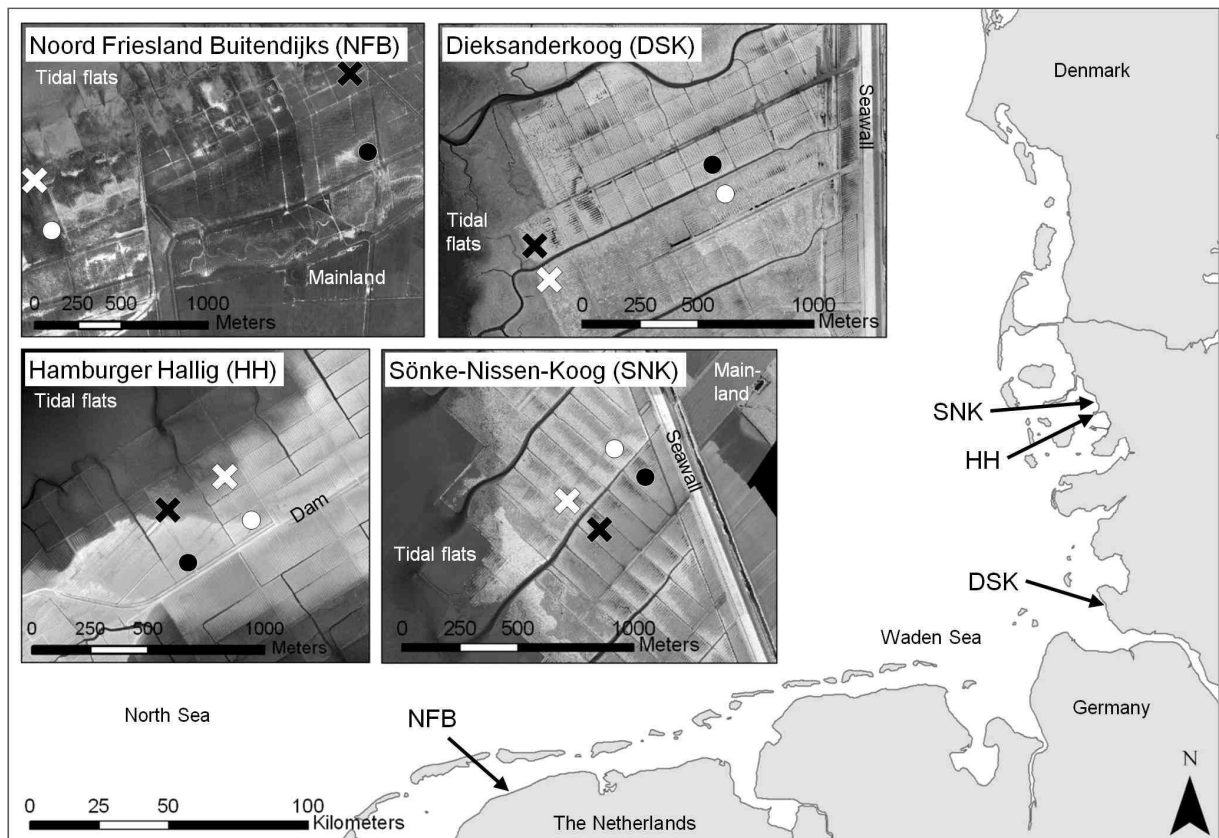 Noord Friesland Buitendijks (NFB)
Tidal flats
Mainland
0 250 500 1000
Meters
Dieksanderkoog (DSK)
Seawall
Tidal
flats
0 250 500 1000
Meters
Hamburger Hallig (HH)
Tidal flats
Dam
0 250 500 1000
Meters
Sönke-Nissen-Koog (SNK)
Main-
land
Seawall
Tidal flats
0 250 500 1000
Meters
Denmark
SNK
HH
DSK
Waden Sea
North Sea
NFB
Germany
The Netherlands
N
0 25 50 100
Kilometers